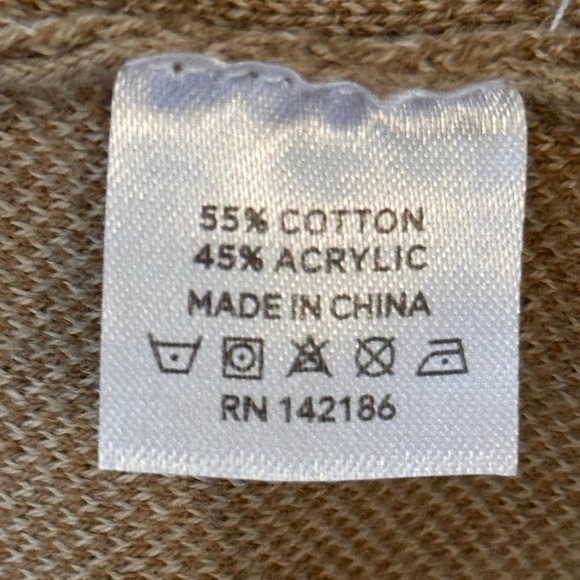 55% COTTON
45% ACRYLIC
MADE IN CHINA
RN 142186